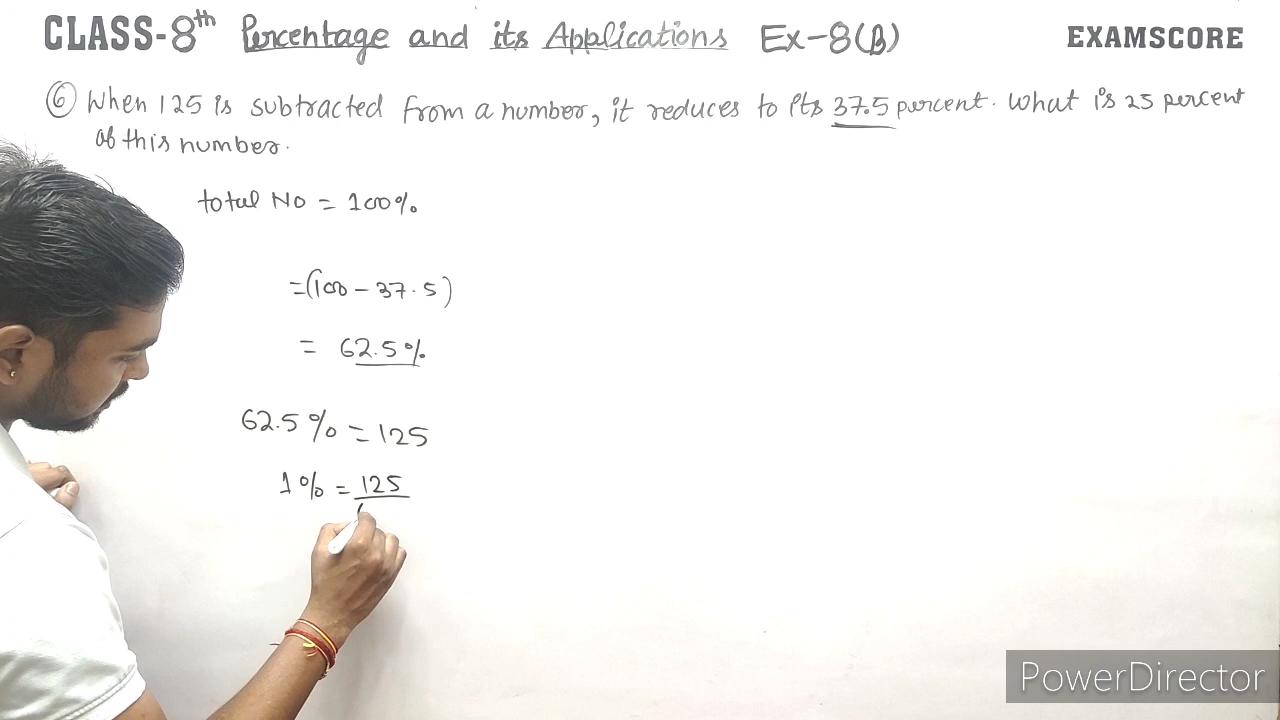 CLASS-8th Percentage and its Applications Ex-8(B) EXAMSCORE
6 When 125 is subtracted from a number, it reduces to its 37.5 percent. What is 25 percent
of this number.
total No = 100%
=(100-37.5)
= 62.5%
62.5% = 125
1% = 125
PowerDirector